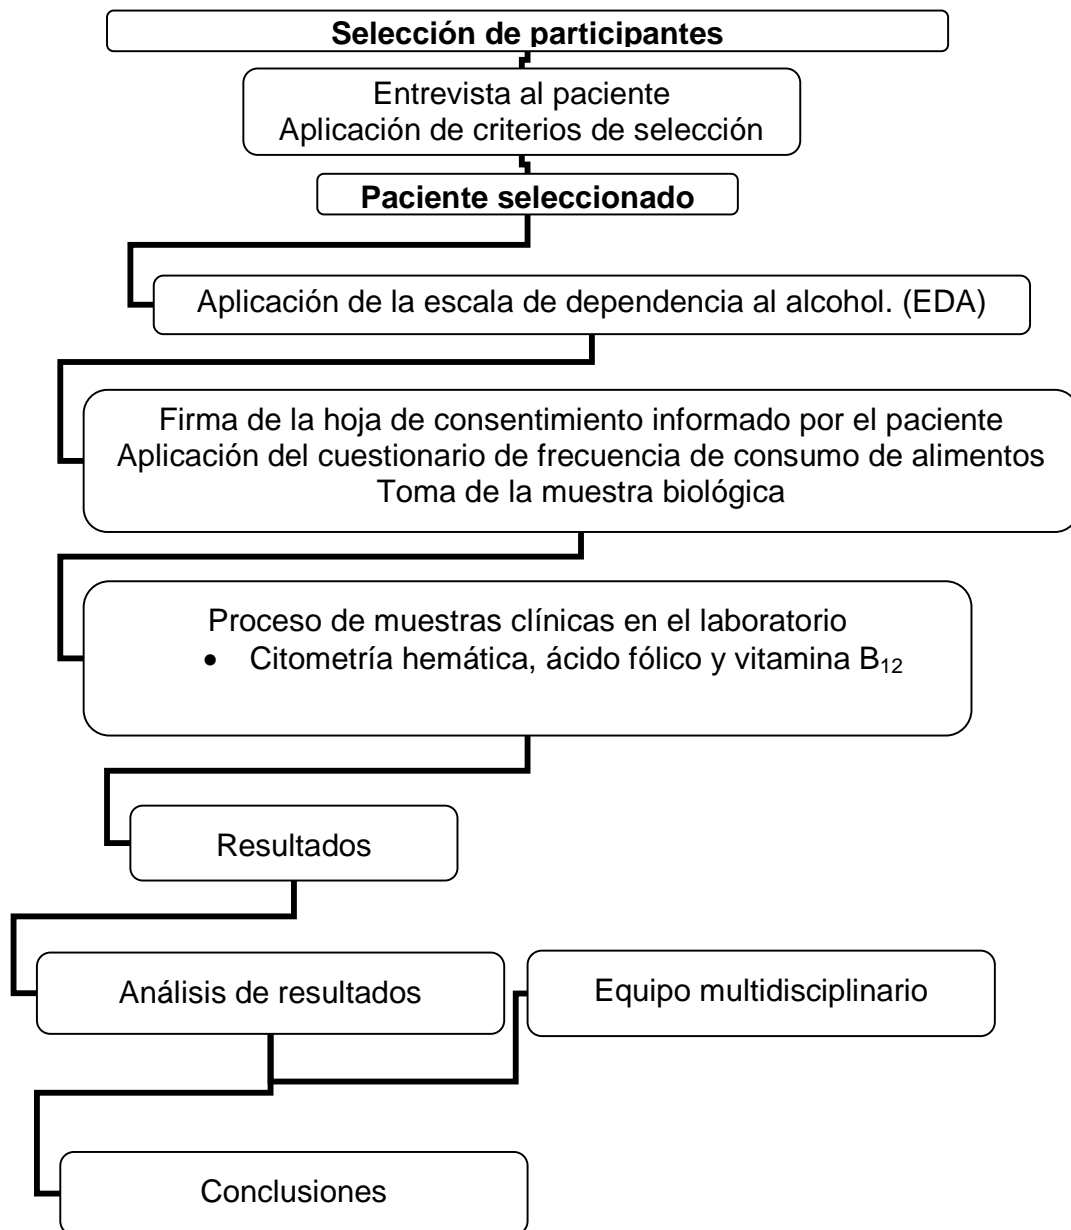 Selección de participantes
Entrevista al paciente
Aplicación de criterios de selección
Paciente seleccionado
Aplicación de la escala de dependencia al alcohol. (EDA)
Firma de la hoja de consentimiento informado por el paciente
Aplicación del cuestionario de frecuencia de consumo de alimentos
Toma de la muestra biológica
Proceso de muestras clínicas en el laboratorio
• Citometría hemática, ácido fólico y vitamina B₁₂
Resultados
Análisis de resultados
Equipo multidisciplinario
Conclusiones